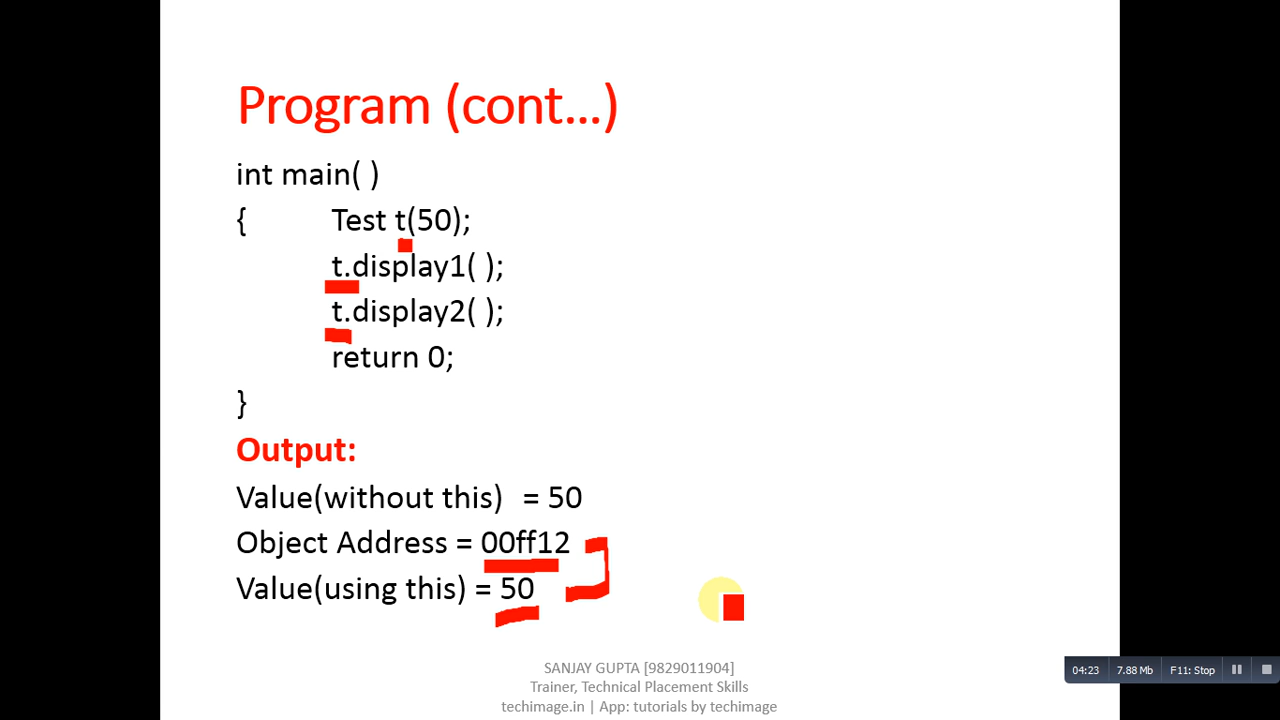 Program (cont…)
int main( )
{ Test t(50);
t.display1( );
t.display2( );
return 0;
}
Output:
Value(without this) = 50
Object Address = 00ff12
Value(using this) = 50
SANJAY GUPTA [9829011904]
Trainer, Technical Placement Skills
techimage.in | App: tutorials by techimage
04:23 7.88 Mb F11: Stop